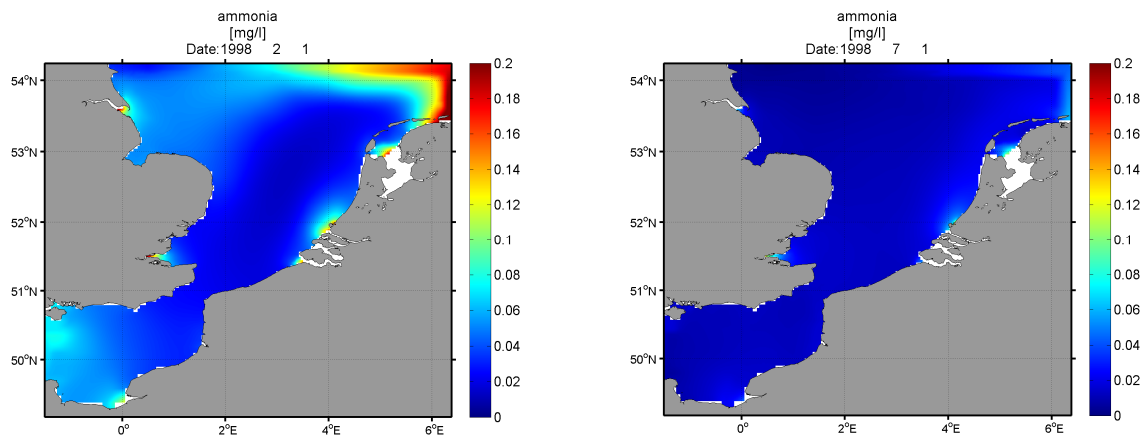 ammonia
[mg/l]
Date:1998 2 1
54°N
53°N
52°N
51°N
50°N
0°
2°E
4°E
6°E
0.2
0.18
0.16
0.14
0.12
0.1
0.08
0.06
0.04
0.02
0
ammonia
[mg/l]
Date:1998 7 1
54°N
53°N
52°N
51°N
50°N
0°
2°E
4°E
6°E
0.2
0.18
0.16
0.14
0.12
0.1
0.08
0.06
0.04
0.02
0